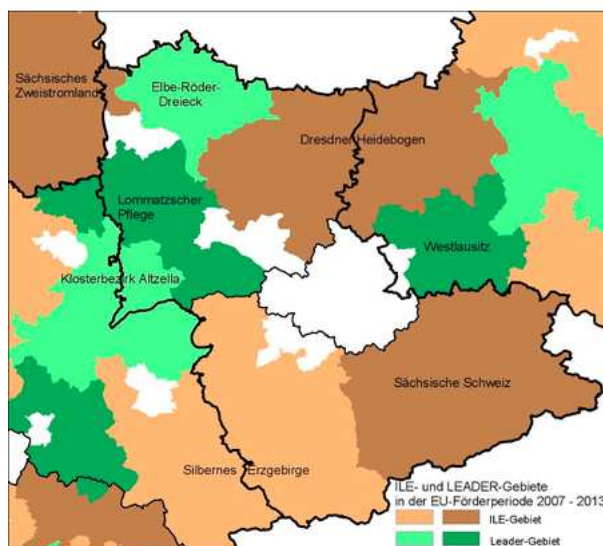 Sächsisches
Zweistromland
Elbe-Röder-
Dreieck
Dresdner Heidebogen
Lommatzscher
Pflege
Westlausitz
Klosterbezirk Altzella
Sächsische Schweiz
Silbernes Erzgebirge
ILE- und LEADER-Gebiete
in der EU-Förderperiode 2007 - 2013
ILE-Gebiet
Leader-Gebiet